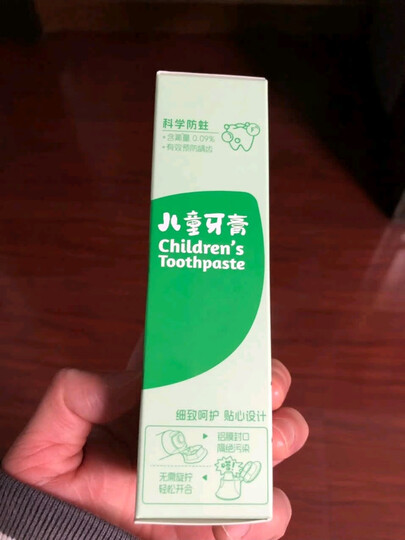 科学防蛀
• 含氟量 0.09%
• 有效预防龋齿
儿童牙膏
Children's
Toothpaste
细致呵护 贴心设计
铝膜封口
隔绝污染
无需旋拧
轻松开合